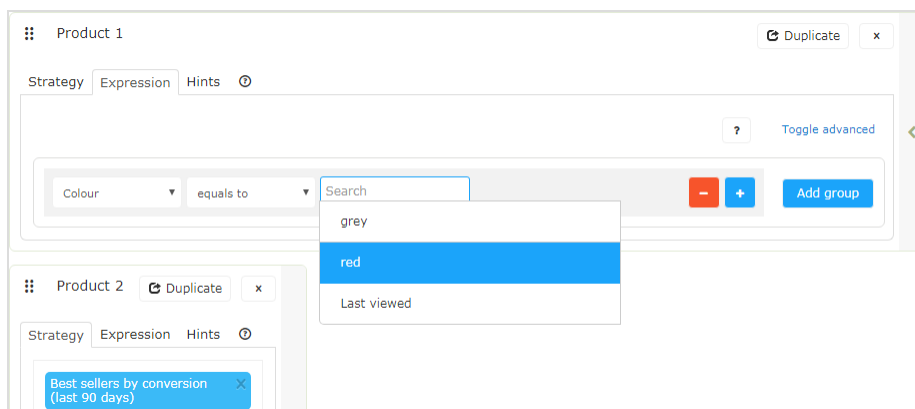 Product 1
Duplicate
x
Strategy Expression Hints ?
?
Toggle advanced
Colour
equals to
Search
-
+
Add group
grey
red
Last viewed
Product 2
Duplicate
x
Strategy Expression Hints ?
Best sellers by conversion
(last 90 days)
X